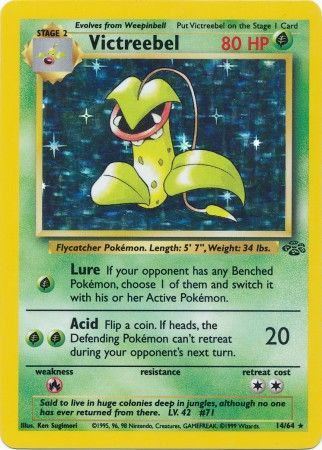 Evolves from Weepinbell Put Victreebel on the Stage 1 Card
STAGE 2
Victreebel 80 HP
Flycatcher Pokémon. Length: 5' 7", Weight: 34 lbs.
Lure If your opponent has any Benched
Pokémon, choose 1 of them and switch it
with his or her Active Pokémon.
Acid Flip a coin. If heads, the
Defending Pokémon can't retreat
during your opponent's next turn.
20
weakness resistance retreat cost
Said to live in huge colonies deep in jungles, although no one
has ever returned from there. LV. 42 #71
Illus. Ken Sugimori ©1995, 96, 98 Nintendo, Creatures, GAMEFREAK. ©1999 Wizards. 14/64 ★